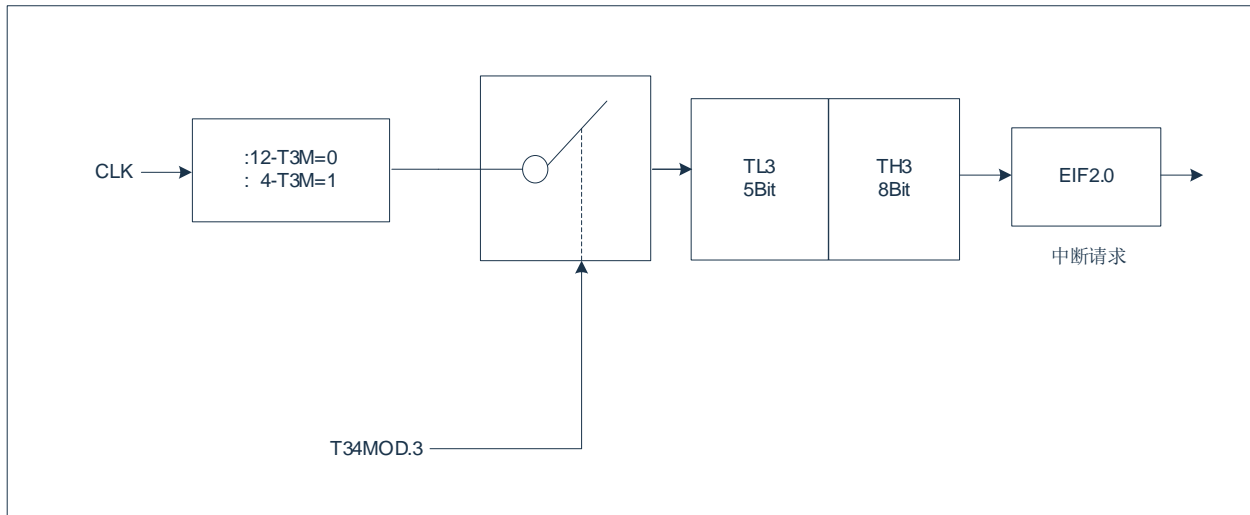 CLK
:12-T3M=0
: 4-T3M=1
TL3
5Bit
TH3
8Bit
EIF2.0
中断请求
T34MOD.3